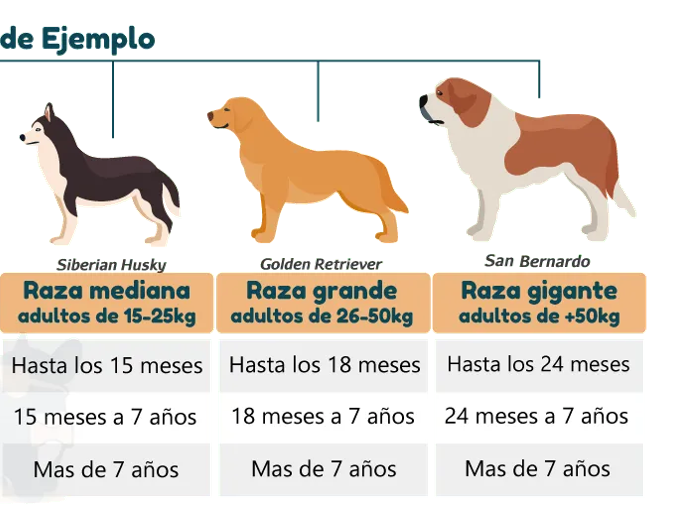 de Ejemplo
Siberian Husky
Golden Retriever
San Bernardo
Raza mediana
adultos de 15-25kg
Raza grande
adultos de 26-50kg
Raza gigante
adultos de +50kg
Hasta los 15 meses
Hasta los 18 meses
Hasta los 24 meses
15 meses a 7 años
18 meses a 7 años
24 meses a 7 años
Mas de 7 años
Mas de 7 años
Mas de 7 años